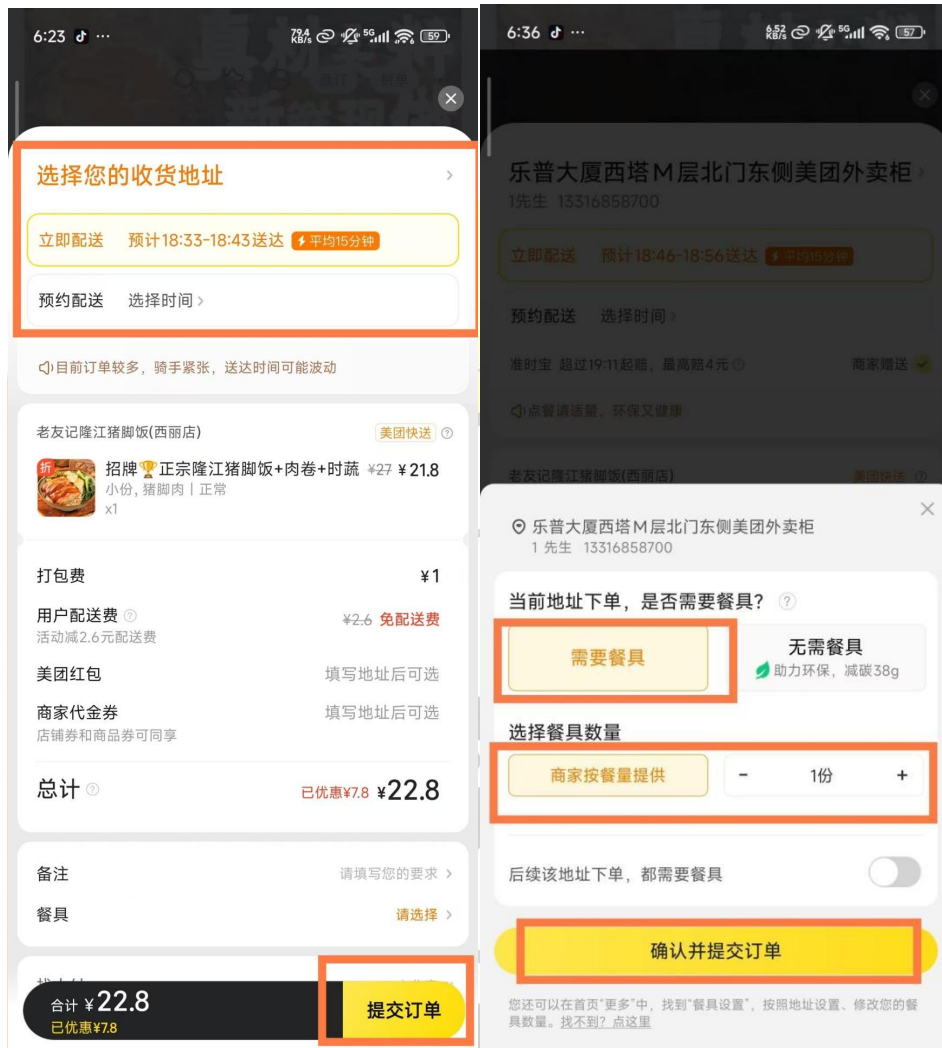 6:23
79.4 KB/s
5G
59
选择您的收货地址
立即配送 预计18:33-18:43送达 平均15分钟
预约配送 选择时间
目前订单较多，骑手紧张，送达时间可能波动
老友记隆江猪脚饭(西丽店) 美团快送
折
招牌🏆正宗隆江猪脚饭+肉卷+时蔬 ¥27 ¥21.8
小份, 猪脚肉丨正常
x1
打包费 ¥1
用户配送费 ¥2.6 免配送费
活动减2.6元配送费
美团红包 填写地址后可选
商家代金券 填写地址后可选
店铺券和商品券可同享
总计 已优惠¥7.8 ¥22.8
备注 请填写您的要求
餐具 请选择
合计 ¥22.8
已优惠¥7.8
提交订单
6:36
6.52 KB/s
5G
57
乐普大厦西塔M层北门东侧美团外卖柜
1先生 13316858700
立即配送 预计18:46-18:56送达 平均15分钟
预约配送 选择时间
准时宝 超过19:11起赔，最高赔4元 商家赠送
点餐请适量，环保又健康
老友记隆江猪脚饭(西丽店) 美团快送
乐普大厦西塔M层北门东侧美团外卖柜
1 先生 13316858700
当前地址下单，是否需要餐具？
需要餐具
无需餐具
助力环保，减碳38g
选择餐具数量
商家按餐量提供 - 1份 +
后续该地址下单，都需要餐具
确认并提交订单
您还可以在首页"更多"中，找到"餐具设置"，按照地址设置、修改您的餐
具数量。找不到？点这里